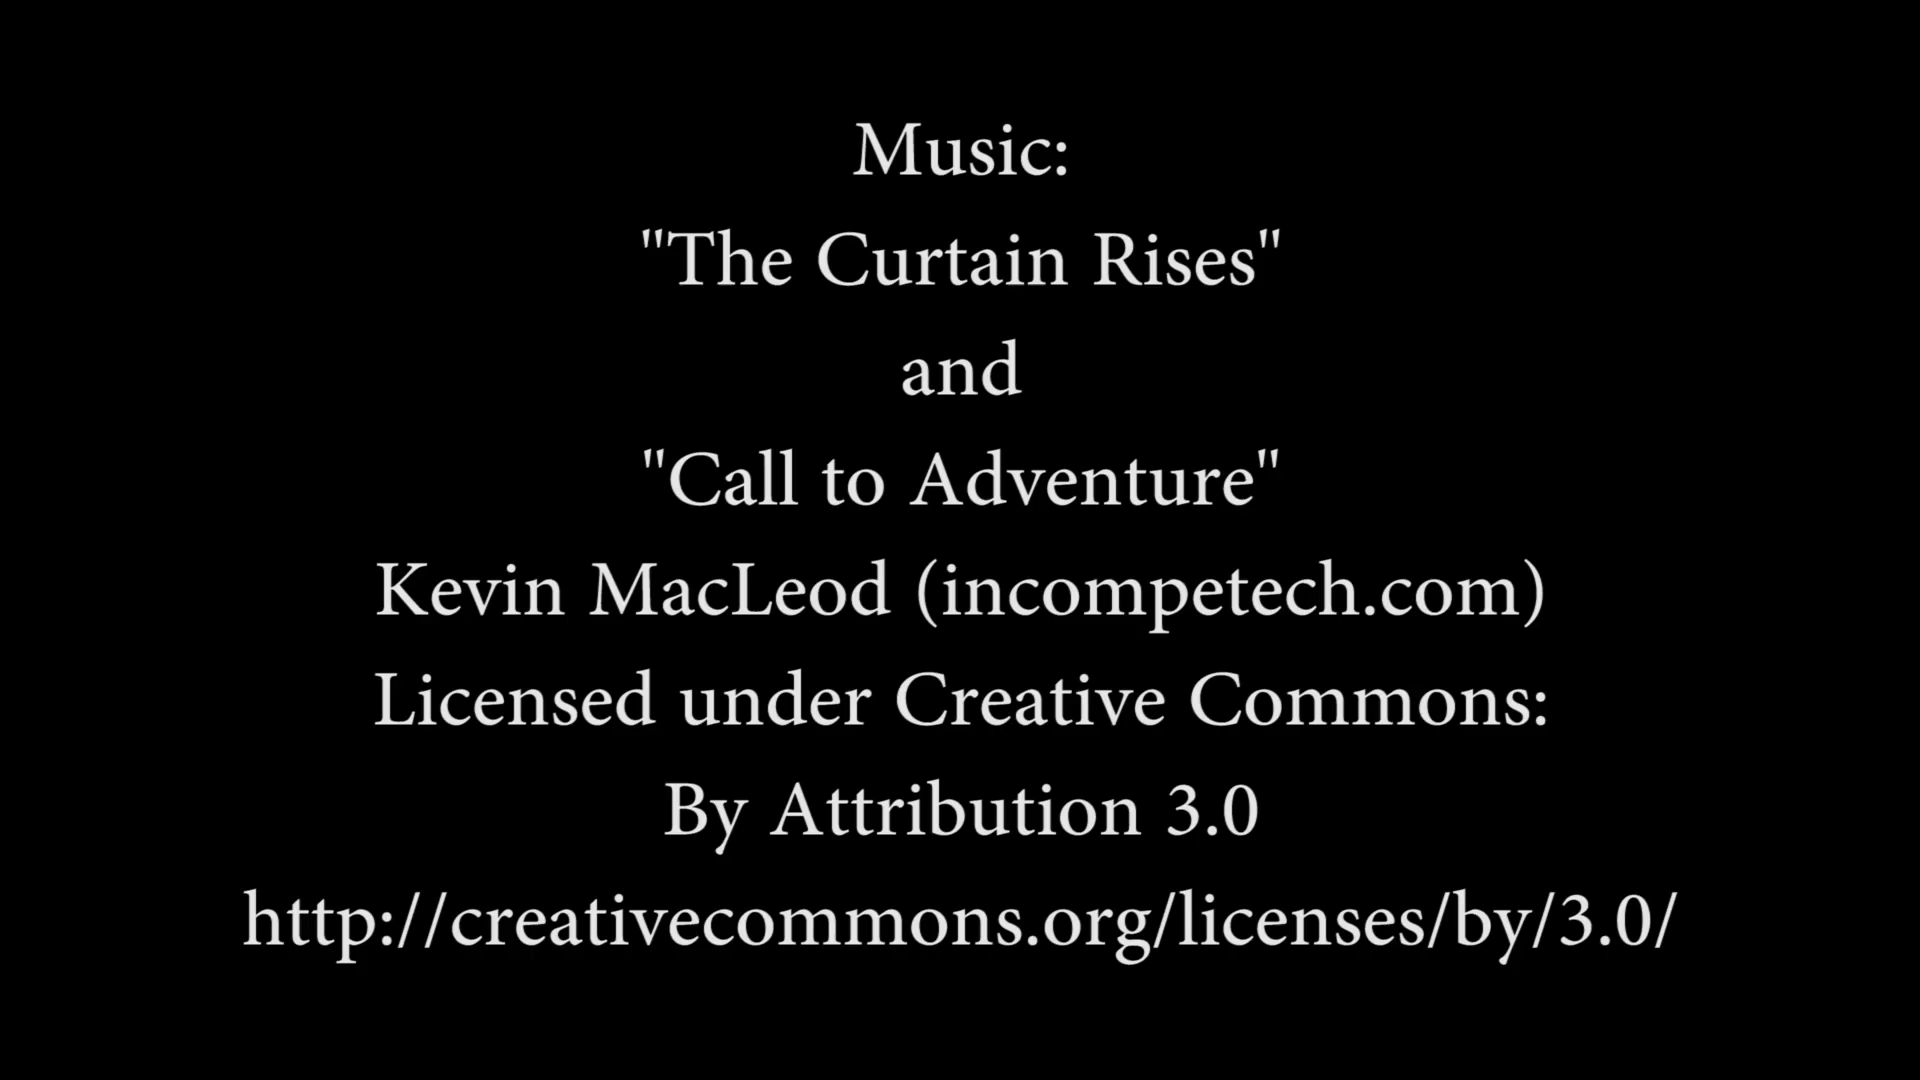 Music:
"The Curtain Rises"
and
"Call to Adventure"
Kevin MacLeod (incompetech.com)
Licensed under Creative Commons:
By Attribution 3.0
http://creativecommons.org/licenses/by/3.0/